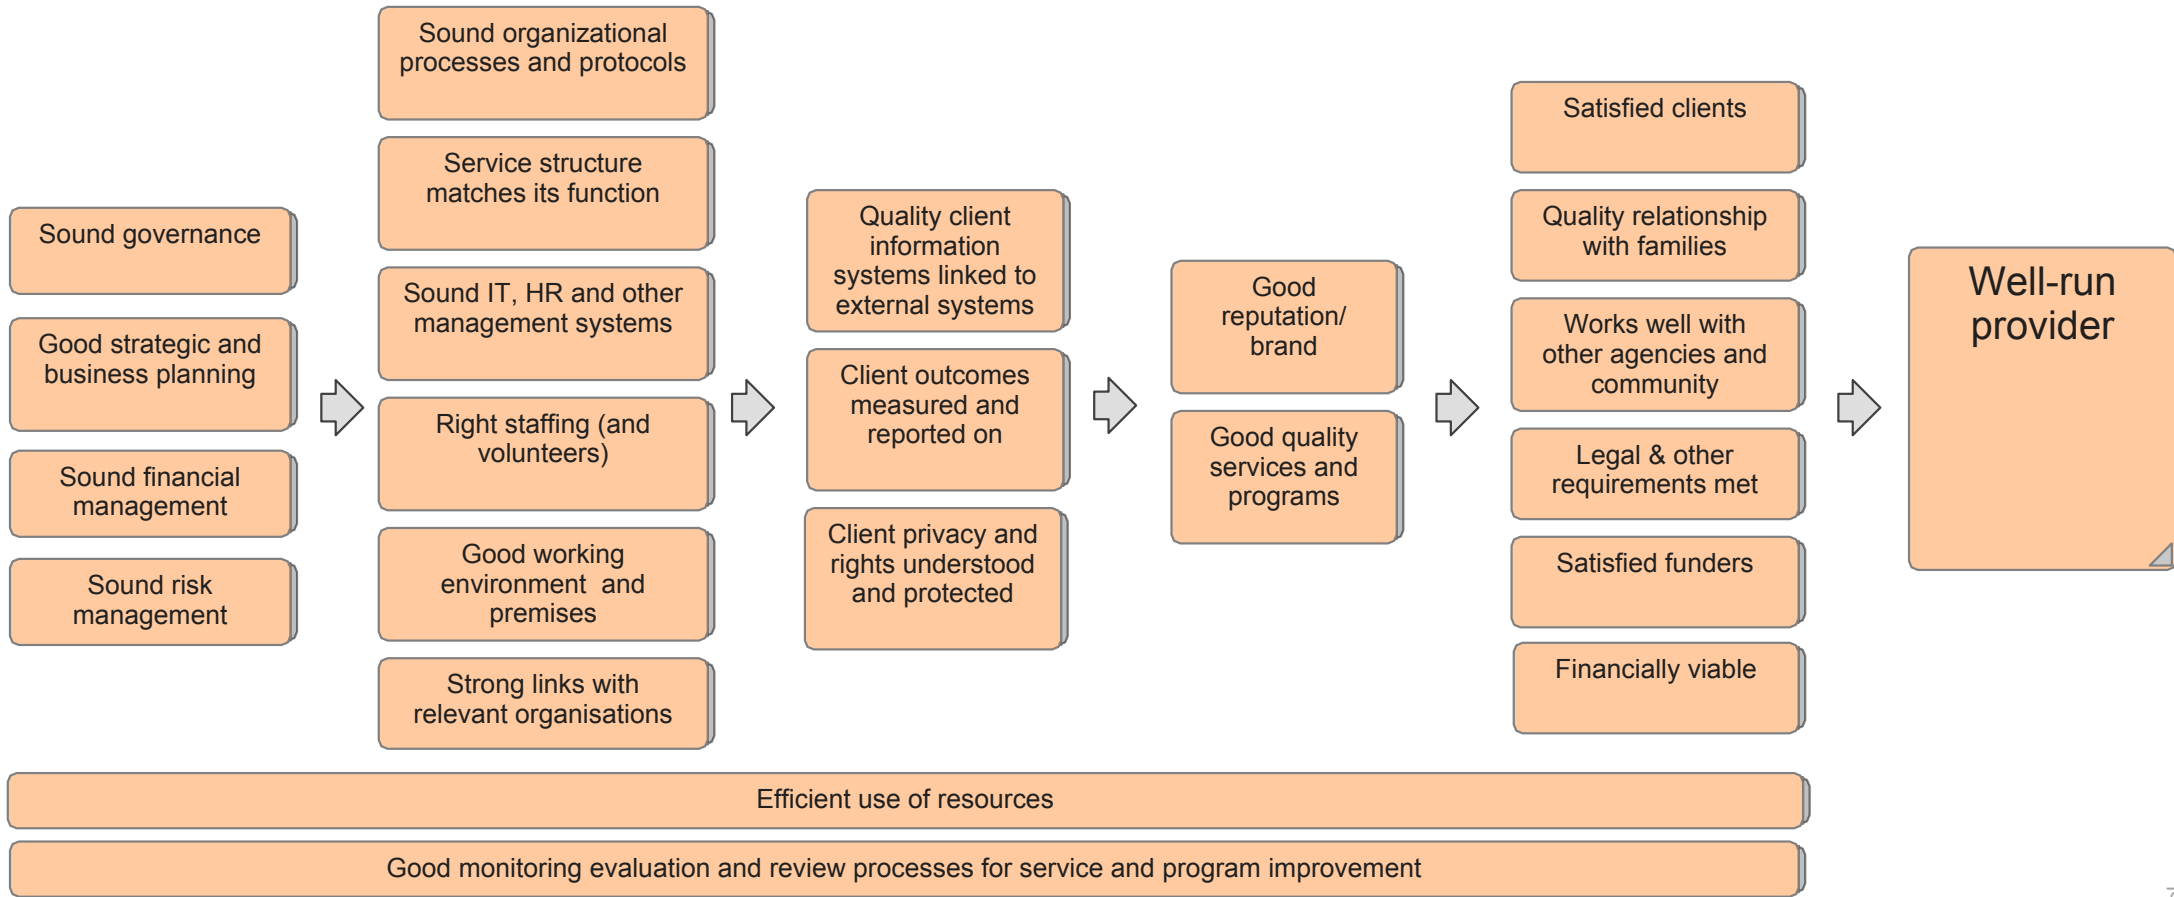 Sound governance
Good strategic and
business planning
Sound financial
management
Sound risk
management
Sound organizational
processes and protocols
Service structure
matches its function
Sound IT, HR and other
management systems
Right staffing (and
volunteers)
Good working
environment and
premises
Strong links with
relevant organisations
Quality client
information
systems linked to
external systems
Client outcomes
measured and
reported on
Client privacy and
rights understood
and protected
Good
reputation/
brand
Good quality
services and
programs
Satisfied clients
Quality relationship
with families
Works well with
other agencies and
community
Legal & other
requirements met
Satisfied funders
Financially viable
Well-run
provider
Efficient use of resources
Good monitoring evaluation and review processes for service and program improvement